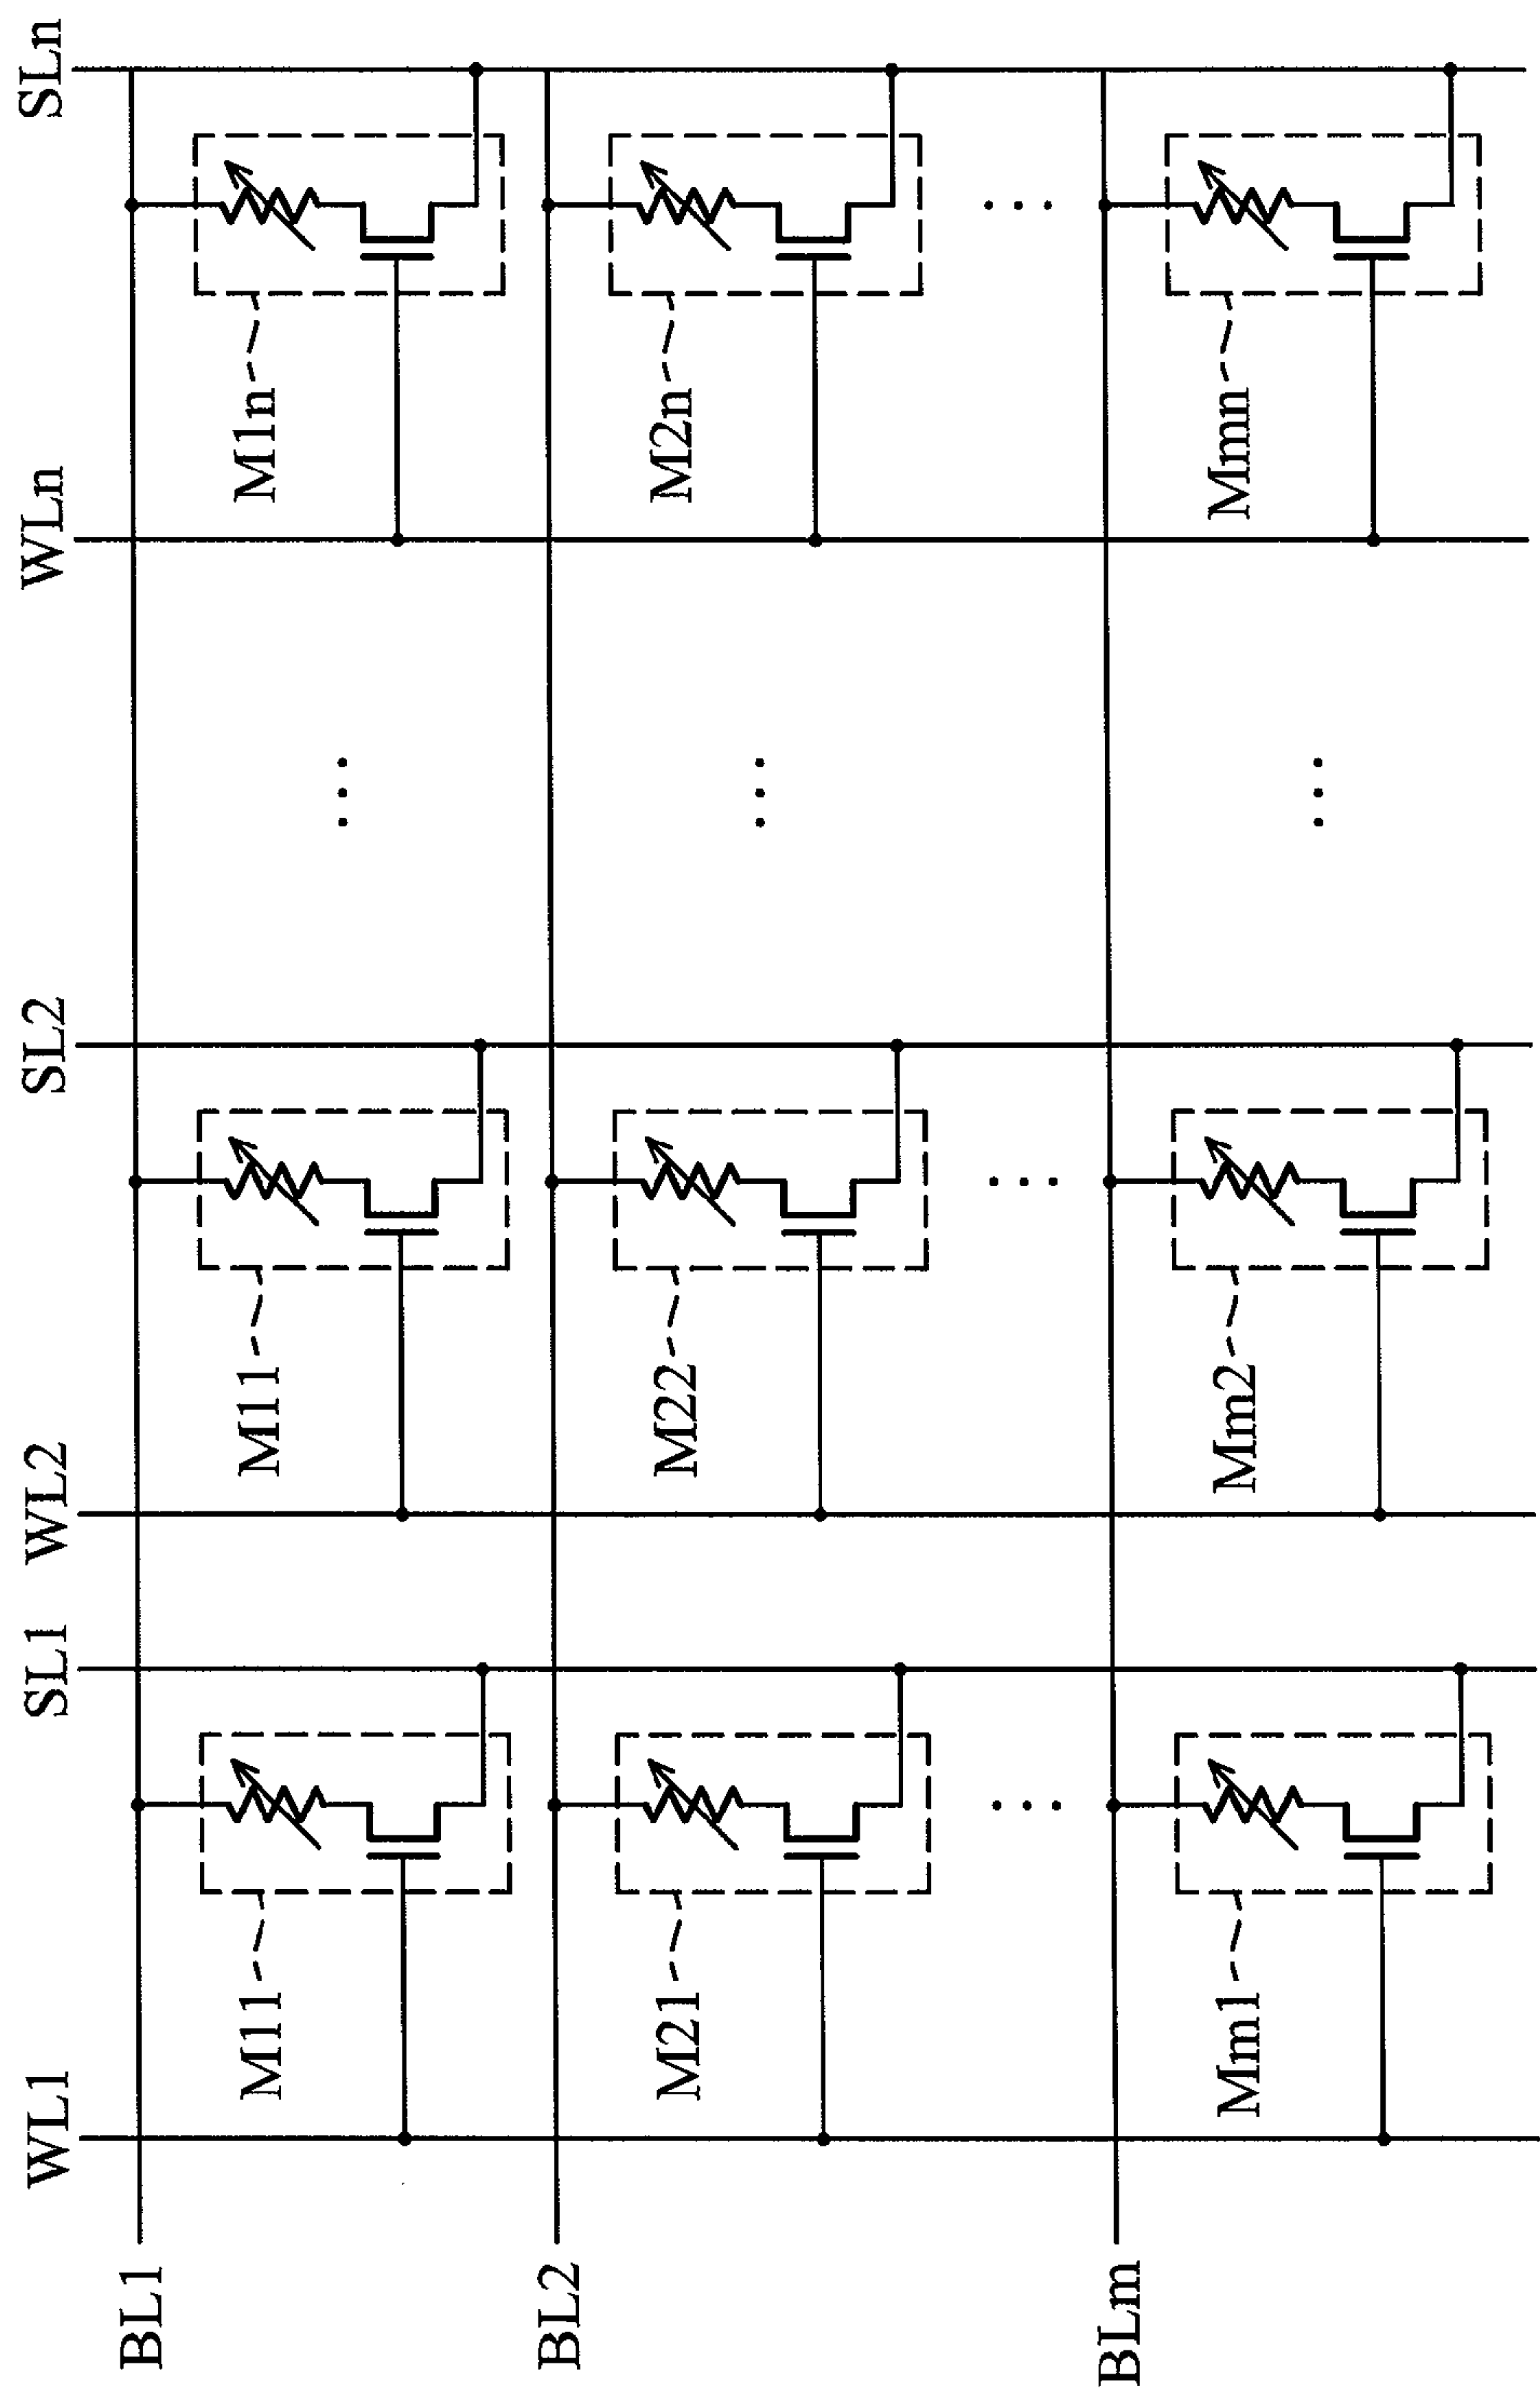 WL1 SL1 WL2 SL2 WLn SLn
BL1
M11 M11 M1n
BL2
M21 M22 M2n
BLm
Mm1 Mm2 Mmn